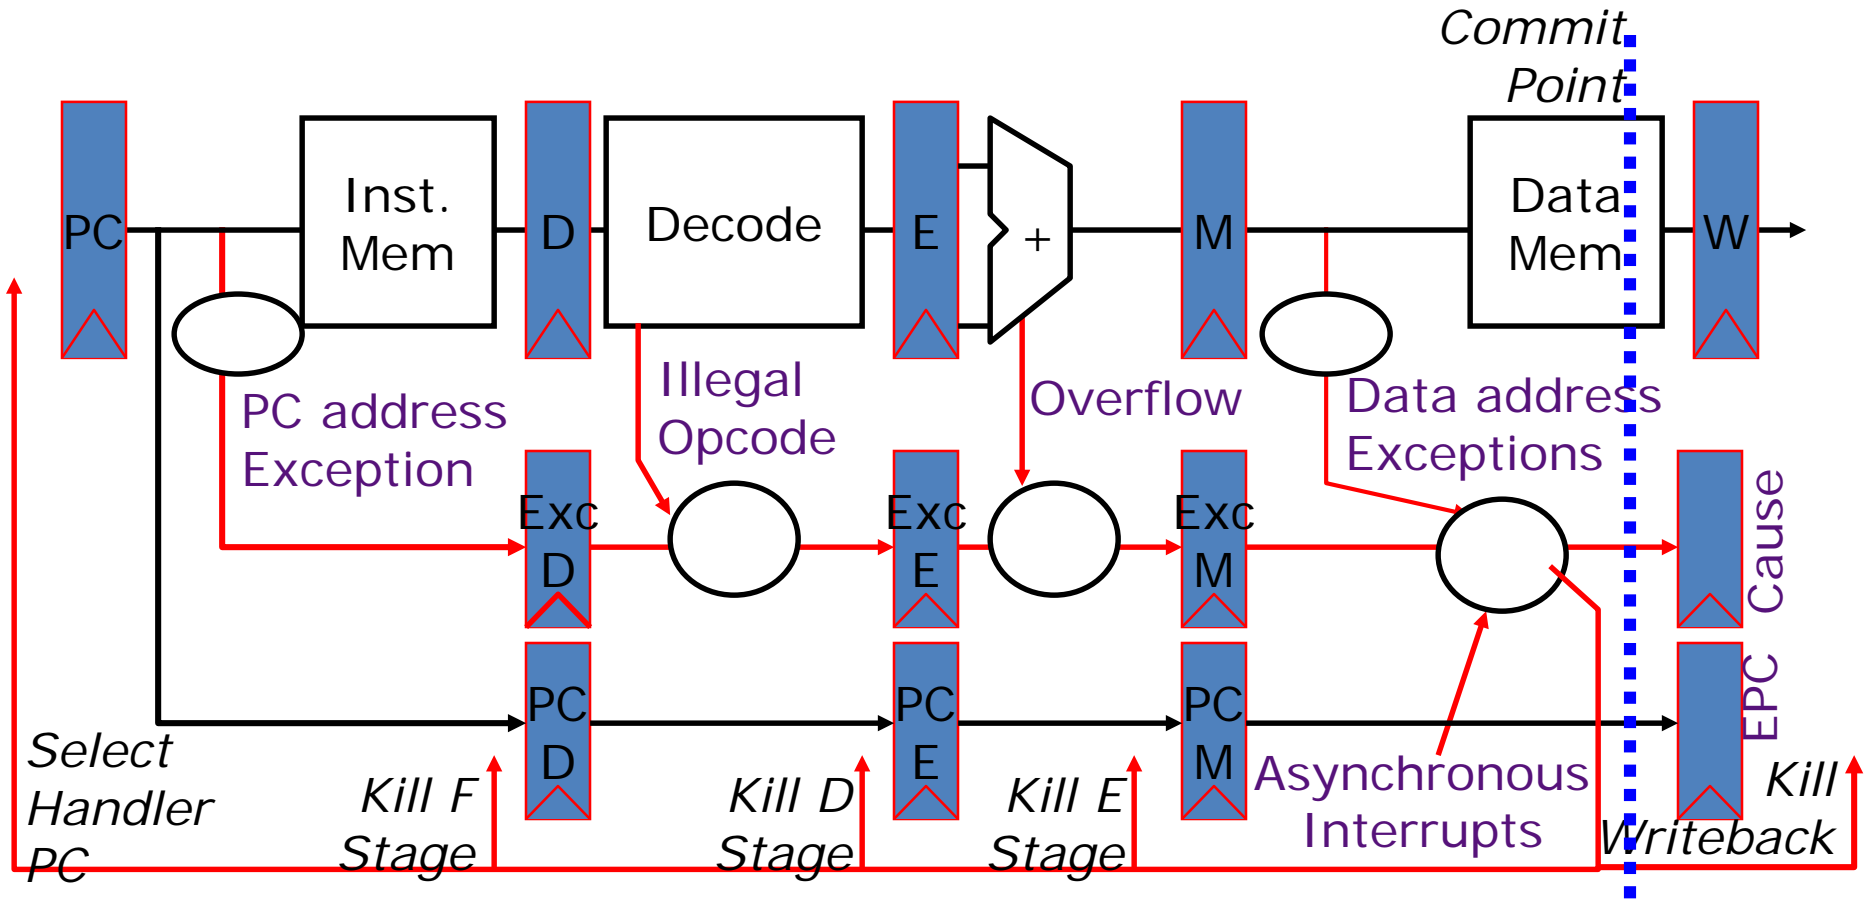 Commit
Point
PC
Inst.
Mem
D
Decode
E
+
M
Data
Mem
W
PC address
Exception
Illegal
Opcode
Overflow
Data address
Exceptions
Exc
D
Exc
E
Exc
M
Cause
PC
D
PC
E
PC
M
EPC
Select
Handler
PC
Kill F
Stage
Kill D
Stage
Kill E
Stage
Asynchronous
Interrupts
Kill
Writeback